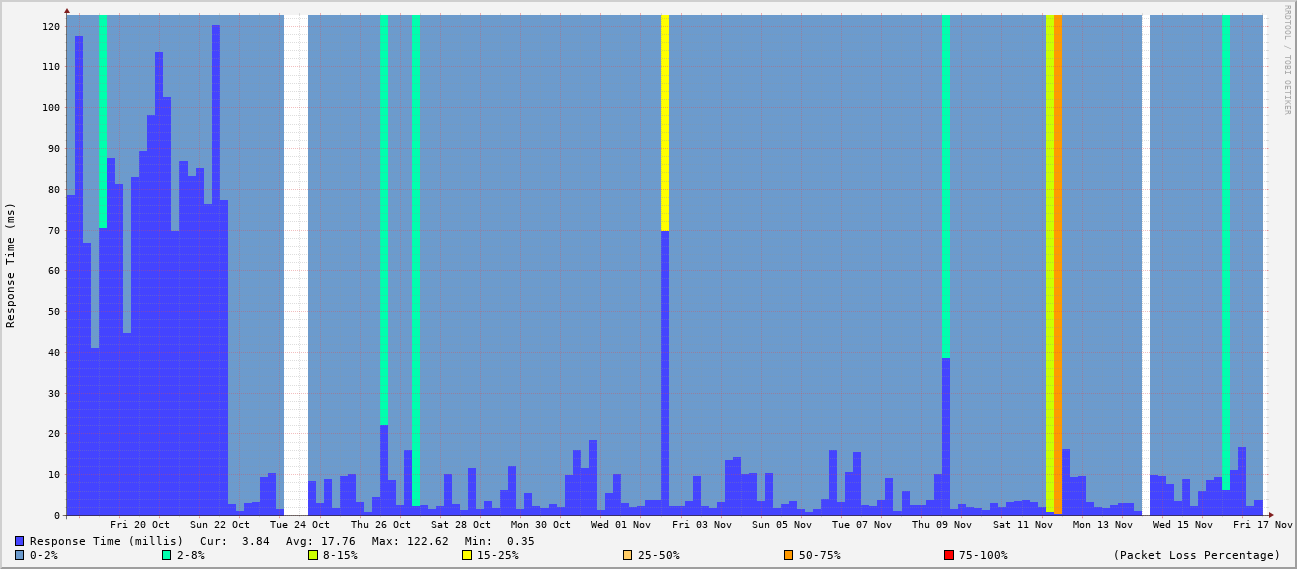 RRDTOOL / TOBI OETIKER
Response Time (ms)
120
110
100
90
80
70
60
50
40
30
20
10
0
Fri 20 Oct Sun 22 Oct Tue 24 Oct Thu 26 Oct Sat 28 Oct Mon 30 Oct Wed 01 Nov Fri 03 Nov Sun 05 Nov Tue 07 Nov Thu 09 Nov Sat 11 Nov Mon 13 Nov Wed 15 Nov Fri 17 Nov
Response Time (millis) Cur: 3.84 Avg: 17.76 Max: 122.62 Min: 0.35
0-2% 2-8% 8-15% 15-25% 25-50% 50-75% 75-100% (Packet Loss Percentage)